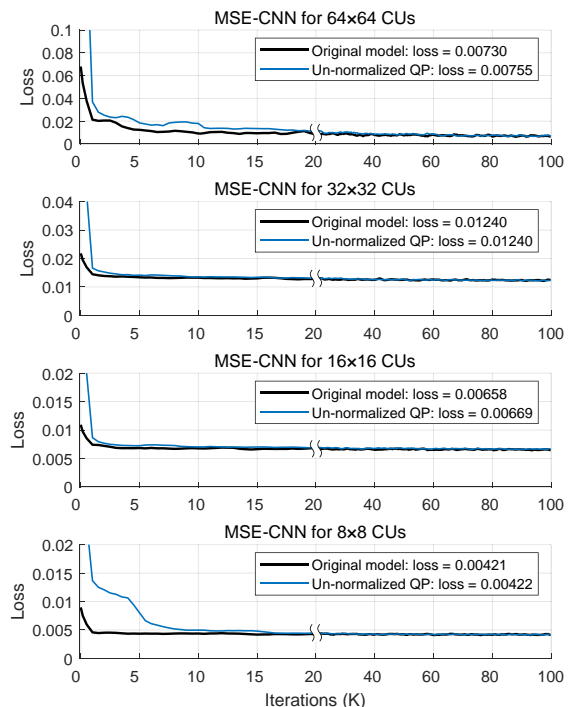 MSE-CNN for 64×64 CUs
0.1
0.08
0.06
0.04
0.02
0
Loss
Original model: loss = 0.00730
Un-normalized QP: loss = 0.00755
0 5 10 15 20 40 60 80 100
MSE-CNN for 32×32 CUs
0.04
0.03
0.02
0.01
0
Loss
Original model: loss = 0.01240
Un-normalized QP: loss = 0.01240
0 5 10 15 20 40 60 80 100
MSE-CNN for 16×16 CUs
0.02
0.015
0.01
0.005
0
Loss
Original model: loss = 0.00658
Un-normalized QP: loss = 0.00669
0 5 10 15 20 40 60 80 100
MSE-CNN for 8×8 CUs
0.02
0.015
0.01
0.005
0
Loss
Original model: loss = 0.00421
Un-normalized QP: loss = 0.00422
0 5 10 15 20 40 60 80 100
Iterations (K)